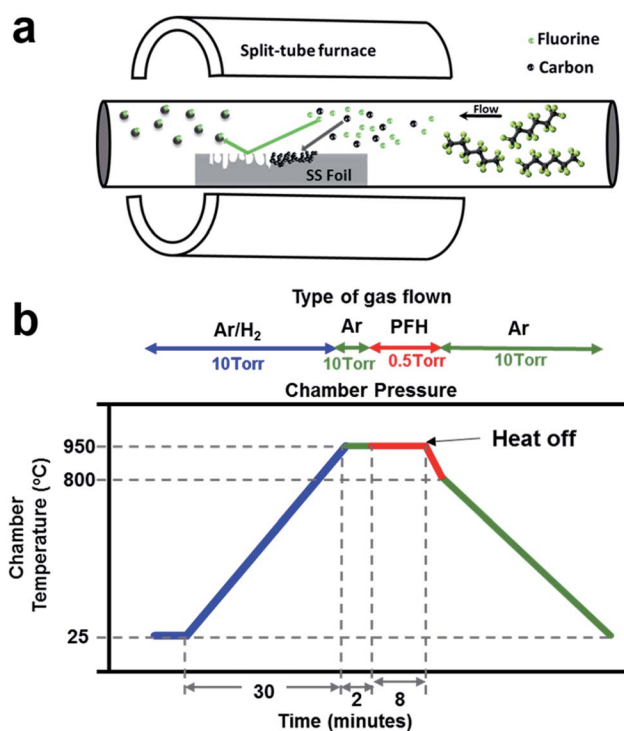 a
Split-tube furnace
Fluorine
Carbon
Flow
SS Foil
b
Type of gas flown
Ar/H₂ Ar PFH Ar
10Torr 10Torr 0.5Torr 10Torr
Chamber Pressure
Heat off
950
800
25
Chamber
Temperature (°C)
30 2 8
Time (minutes)